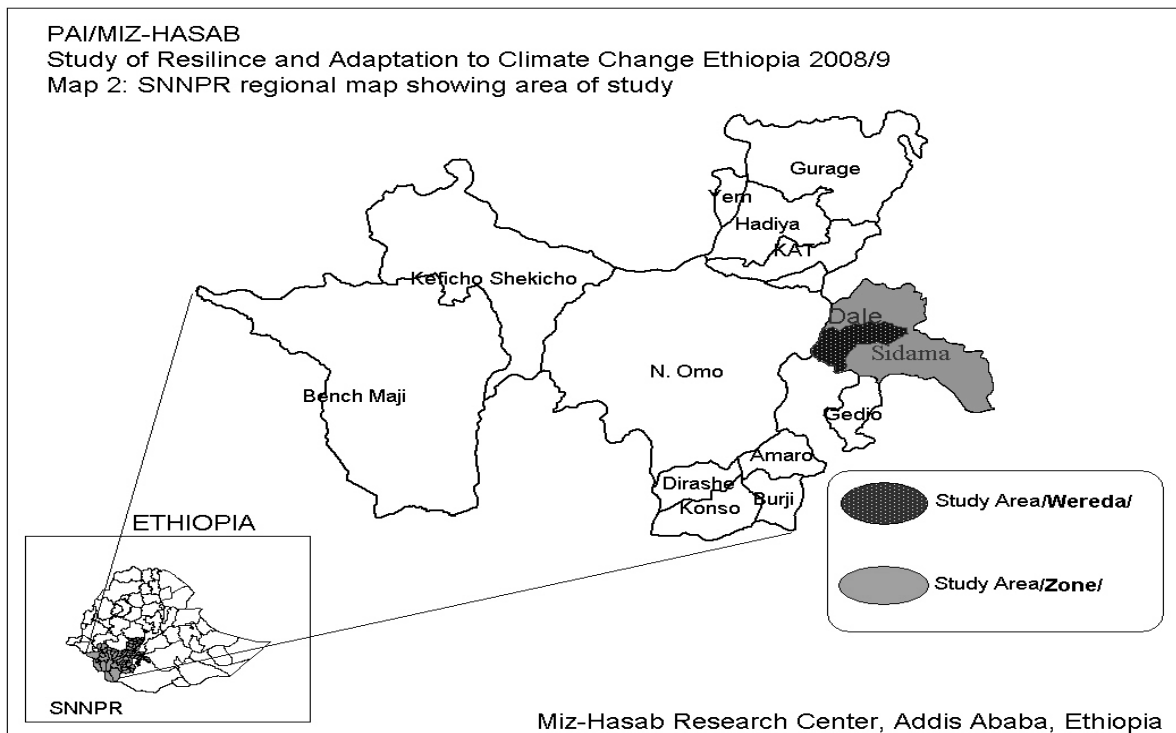 PAI/MIZ-HASAB
Study of Resilince and Adaptation to Climate Change Ethiopia 2008/9
Map 2: SNNPR regional map showing area of study
Gurage
Yem
Hadiya
KAT
Keficho Shekicho
Dale
Sidama
N. Omo
Bench Maji
Gedio
Amaro
Dirashe
Burji
Konso
Study Area/Wereda/
Study Area/Zone/
ETHIOPIA
SNNPR
Miz-Hasab Research Center, Addis Ababa, Ethiopia